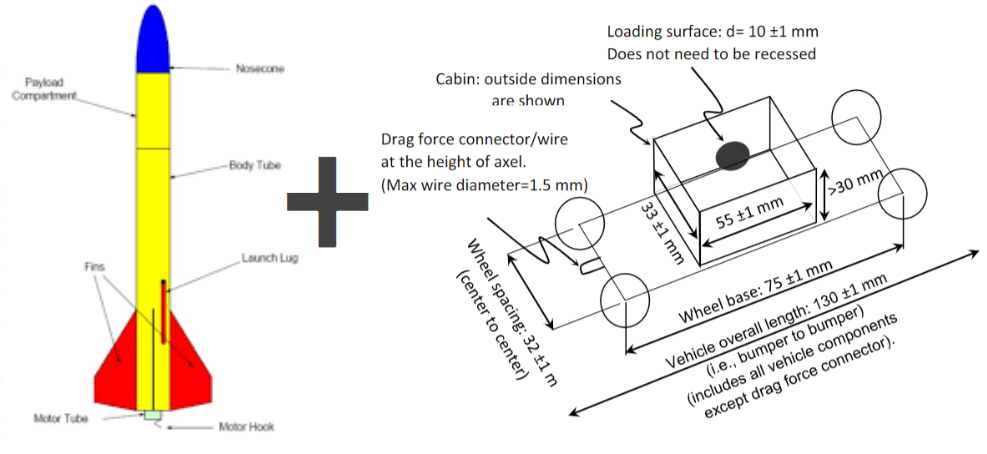 Nosecone
Payload
Compartment
Body Tube
Launch Lug
Fins
Motor Tube
Motor Hook
Loading surface: d= 10 ±1 mm
Does not need to be recessed
Cabin: outside dimensions
are shown
Drag force connector/wire
at the height of axel.
(Max wire diameter=1.5 mm)
>30 mm
55 ±1 mm
33 ±1 mm
Wheel spacing: 32 ±1 m
(center to center)
Wheel base: 75 ±1 mm
Vehicle overall length: 130 ±1 mm
(i.e., bumper to bumper)
(includes all vehicle components
except drag force connector).